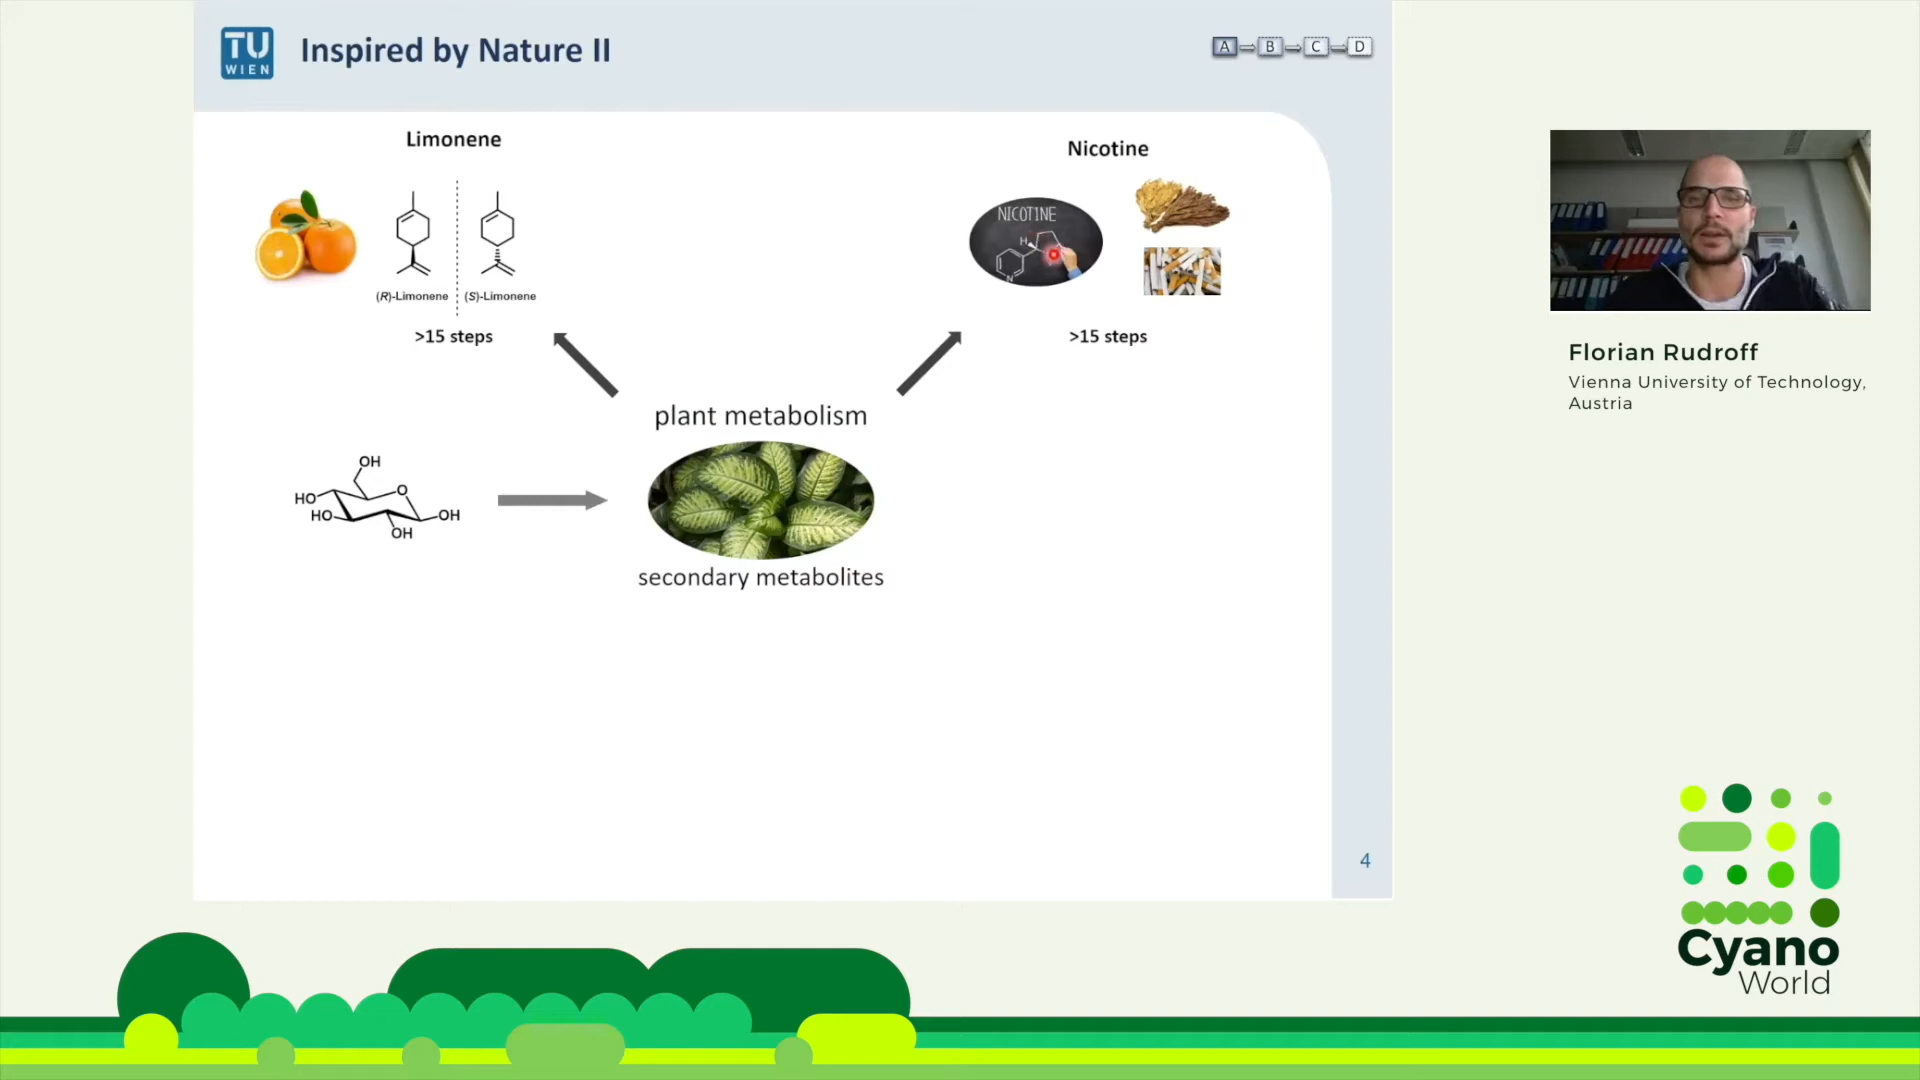 TU
WIEN
Inspired by Nature II
A
B
C
D
Limonene
(R)-Limonene
(S)-Limonene
>15 steps
Nicotine
NICOTINE
H
N
>15 steps
plant metabolism
secondary metabolites
OH
HO
O
HO
OH
OH
4
Florian Rudroff
Vienna University of Technology,
Austria
Cyano
World